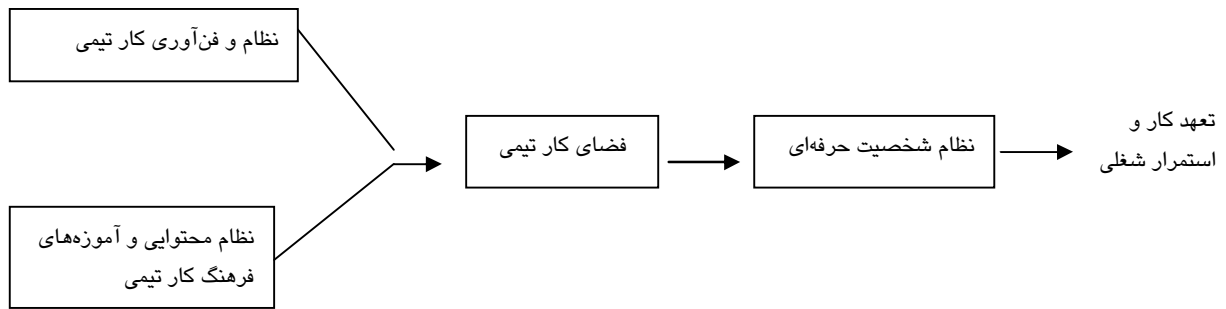 نظام و فن‌آوری کار تیمی
نظام محتوایی و آموزه‌های
فرهنگ کار تیمی
فضای کار تیمی
نظام شخصیت حرفه‌ای
تعهد کار و
استمرار شغلی